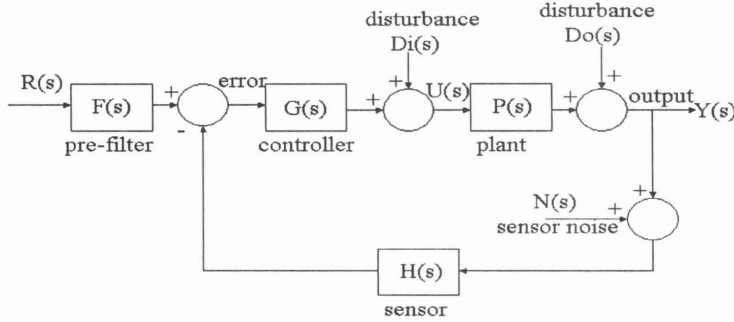 disturbance
Di(s)
disturbance
Do(s)
R(s)
F(s)
pre-filter
+
-
error
G(s)
controller
+
+
U(s)
P(s)
plant
+
+
output
Y(s)
N(s)
sensor noise
+
+
H(s)
sensor